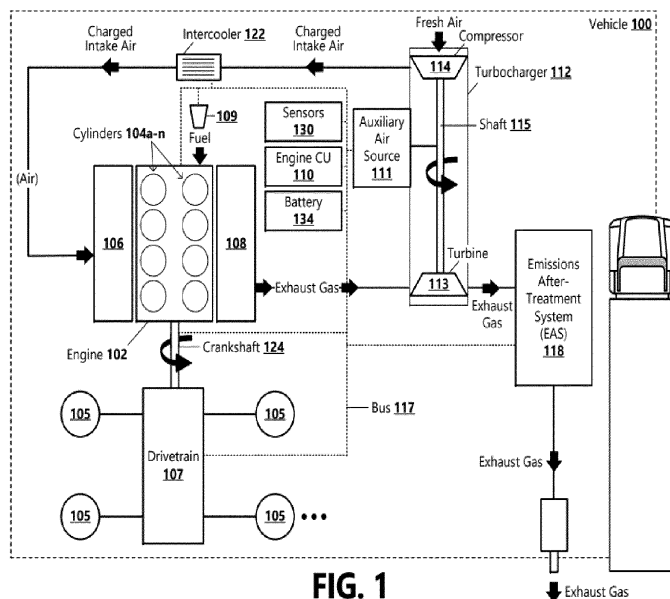 Vehicle 100
Fresh Air
Charged
Intake Air
Intercooler 122
Charged
Intake Air
Compressor
114
Turbocharger 112
109
Fuel
Cylinders 104a-n
Sensors
130
Auxiliary
Air
Source
111
Shaft 115
Engine CU
110
Battery
134
(Air)
106
108
Turbine
113
Exhaust Gas
Exhaust
Gas
Emissions
After-
Treatment
System
(EAS)
118
Engine 102
Crankshaft 124
105
105
Bus 117
Drivetrain
107
Exhaust Gas
105
105
Exhaust Gas
FIG. 1